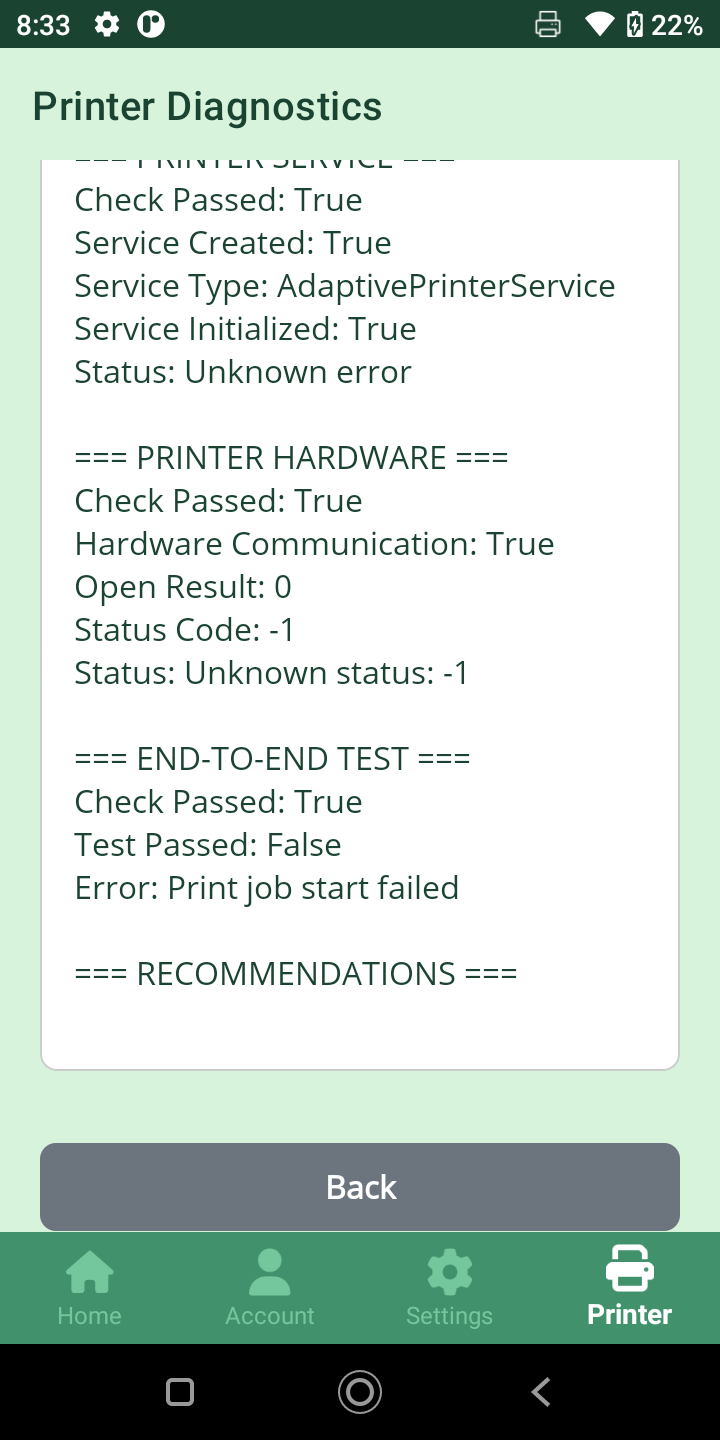 8:33
22%
Printer Diagnostics
=== PRINTER SERVICE ===
Check Passed: True
Service Created: True
Service Type: AdaptivePrinterService
Service Initialized: True
Status: Unknown error
=== PRINTER HARDWARE ===
Check Passed: True
Hardware Communication: True
Open Result: 0
Status Code: -1
Status: Unknown status: -1
=== END-TO-END TEST ===
Check Passed: True
Test Passed: False
Error: Print job start failed
=== RECOMMENDATIONS ===
Back
Home
Account
Settings
Printer